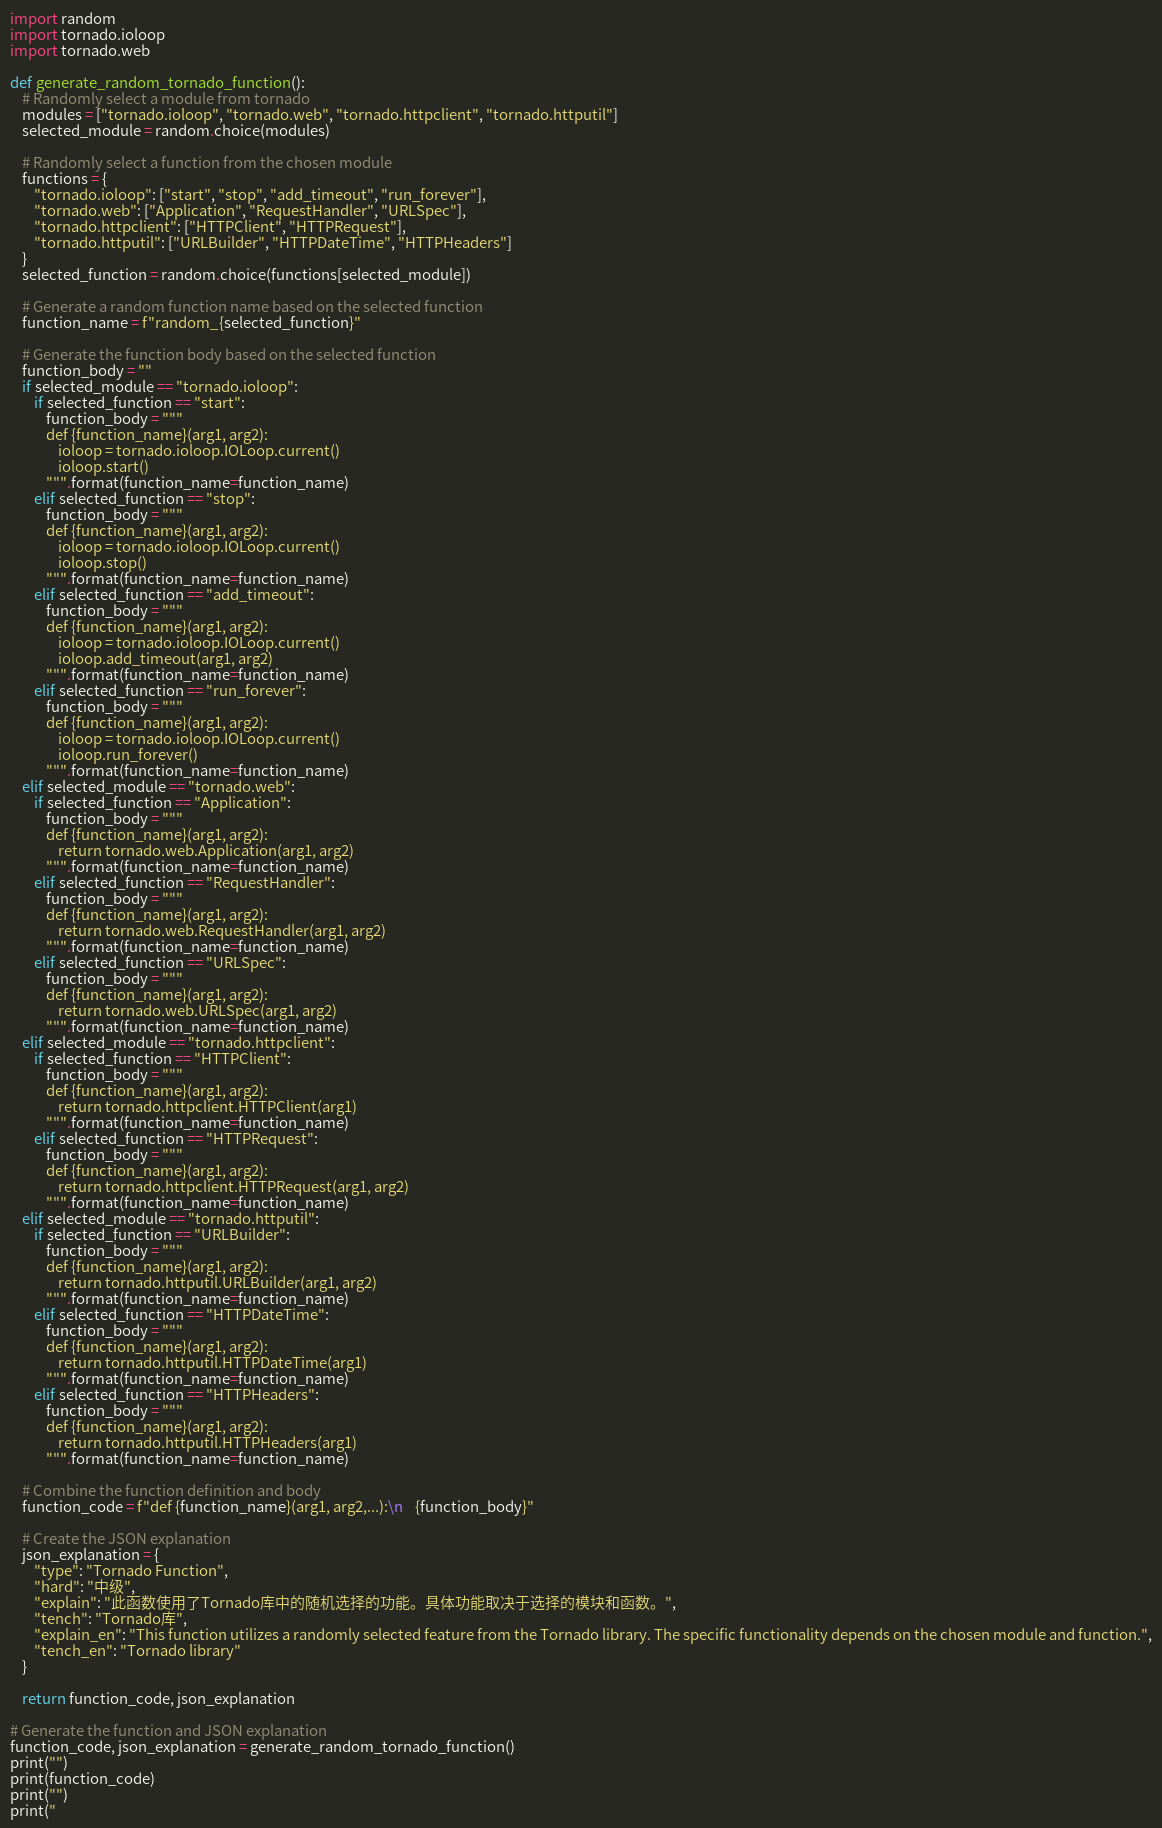 import random
import tornado.ioloop
import tornado.web

def generate_random_tornado_function():
    # Randomly select a module from tornado
    modules = ["tornado.ioloop", "tornado.web", "tornado.httpclient", "tornado.httputil"]
    selected_module = random.choice(modules)

    # Randomly select a function from the chosen module
    functions = {
        "tornado.ioloop": ["start", "stop", "add_timeout", "run_forever"],
        "tornado.web": ["Application", "RequestHandler", "URLSpec"],
        "tornado.httpclient": ["HTTPClient", "HTTPRequest"],
        "tornado.httputil": ["URLBuilder", "HTTPDateTime", "HTTPHeaders"]
    }
    selected_function = random.choice(functions[selected_module])

    # Generate a random function name based on the selected function
    function_name = f"random_{selected_function}"

    # Generate the function body based on the selected function
    function_body = ""
    if selected_module == "tornado.ioloop":
        if selected_function == "start":
            function_body = """
            def {function_name}(arg1, arg2):
                ioloop = tornado.ioloop.IOLoop.current()
                ioloop.start()
            """.format(function_name=function_name)
        elif selected_function == "stop":
            function_body = """
            def {function_name}(arg1, arg2):
                ioloop = tornado.ioloop.IOLoop.current()
                ioloop.stop()
            """.format(function_name=function_name)
        elif selected_function == "add_timeout":
            function_body = """
            def {function_name}(arg1, arg2):
                ioloop = tornado.ioloop.IOLoop.current()
                ioloop.add_timeout(arg1, arg2)
            """.format(function_name=function_name)
        elif selected_function == "run_forever":
            function_body = """
            def {function_name}(arg1, arg2):
                ioloop = tornado.ioloop.IOLoop.current()
                ioloop.run_forever()
            """.format(function_name=function_name)
    elif selected_module == "tornado.web":
        if selected_function == "Application":
            function_body = """
            def {function_name}(arg1, arg2):
                return tornado.web.Application(arg1, arg2)
            """.format(function_name=function_name)
        elif selected_function == "RequestHandler":
            function_body = """
            def {function_name}(arg1, arg2):
                return tornado.web.RequestHandler(arg1, arg2)
            """.format(function_name=function_name)
        elif selected_function == "URLSpec":
            function_body = """
            def {function_name}(arg1, arg2):
                return tornado.web.URLSpec(arg1, arg2)
            """.format(function_name=function_name)
    elif selected_module == "tornado.httpclient":
        if selected_function == "HTTPClient":
            function_body = """
            def {function_name}(arg1, arg2):
                return tornado.httpclient.HTTPClient(arg1)
            """.format(function_name=function_name)
        elif selected_function == "HTTPRequest":
            function_body = """
            def {function_name}(arg1, arg2):
                return tornado.httpclient.HTTPRequest(arg1, arg2)
            """.format(function_name=function_name)
    elif selected_module == "tornado.httputil":
        if selected_function == "URLBuilder":
            function_body = """
            def {function_name}(arg1, arg2):
                return tornado.httputil.URLBuilder(arg1, arg2)
            """.format(function_name=function_name)
        elif selected_function == "HTTPDateTime":
            function_body = """
            def {function_name}(arg1, arg2):
                return tornado.httputil.HTTPDateTime(arg1)
            """.format(function_name=function_name)
        elif selected_function == "HTTPHeaders":
            function_body = """
            def {function_name}(arg1, arg2):
                return tornado.httputil.HTTPHeaders(arg1)
            """.format(function_name=function_name)

    # Combine the function definition and body
    function_code = f"def {function_name}(arg1, arg2,...):\n    {function_body}"

    # Create the JSON explanation
    json_explanation = {
        "type": "Tornado Function",
        "hard": "中级",
        "explain": "此函数使用了Tornado库中的随机选择的功能。具体功能取决于选择的模块和函数。",
        "tench": "Tornado库",
        "explain_en": "This function utilizes a randomly selected feature from the Tornado library. The specific functionality depends on the chosen module and function.",
        "tench_en": "Tornado library"
    }

    return function_code, json_explanation

# Generate the function and JSON explanation
function_code, json_explanation = generate_random_tornado_function()
print("")
print(function_code)
print("")
print("